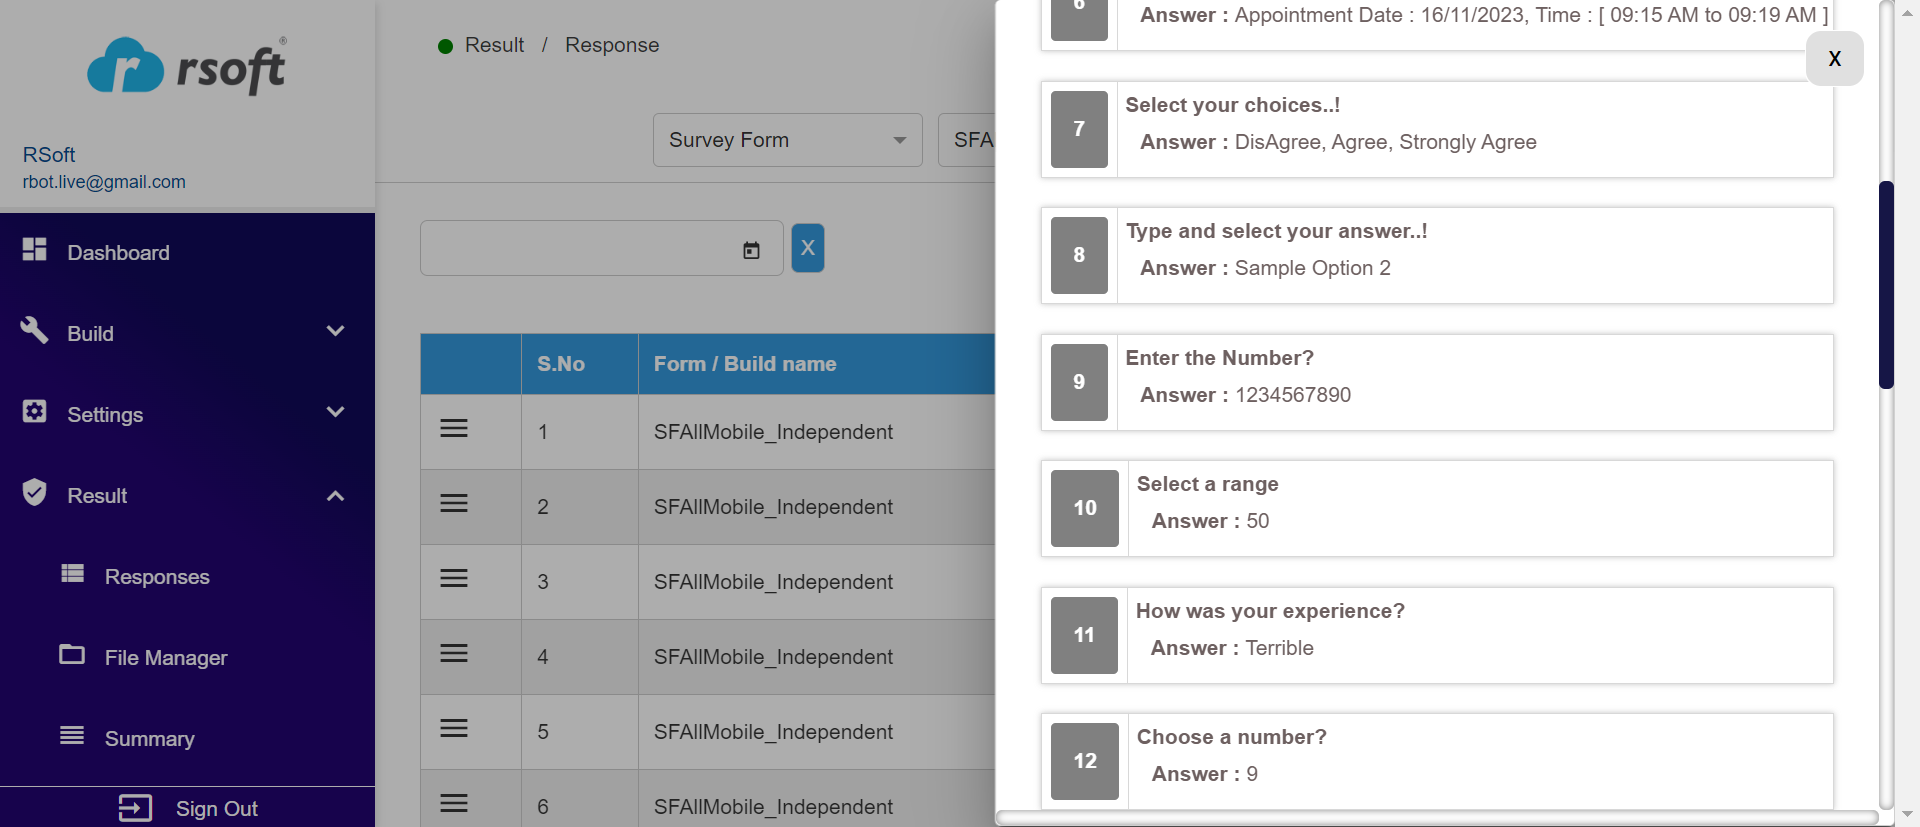 rsoft®
RSoft
rbot.live@gmail.com
Dashboard
Build
Settings
Result
Responses
File Manager
Summary
Sign Out
Result / Response
Survey Form
SFA
X
S.No Form / Build name
1 SFAllMobile_Independent
2 SFAllMobile_Independent
3 SFAllMobile_Independent
4 SFAllMobile_Independent
5 SFAllMobile_Independent
6 SFAllMobile_Independent
X
6
Answer : Appointment Date : 16/11/2023, Time : [ 09:15 AM to 09:19 AM ]
7
Select your choices..!
Answer : DisAgree, Agree, Strongly Agree
8
Type and select your answer..!
Answer : Sample Option 2
9
Enter the Number?
Answer : 1234567890
10
Select a range
Answer : 50
11
How was your experience?
Answer : Terrible
12
Choose a number?
Answer : 9